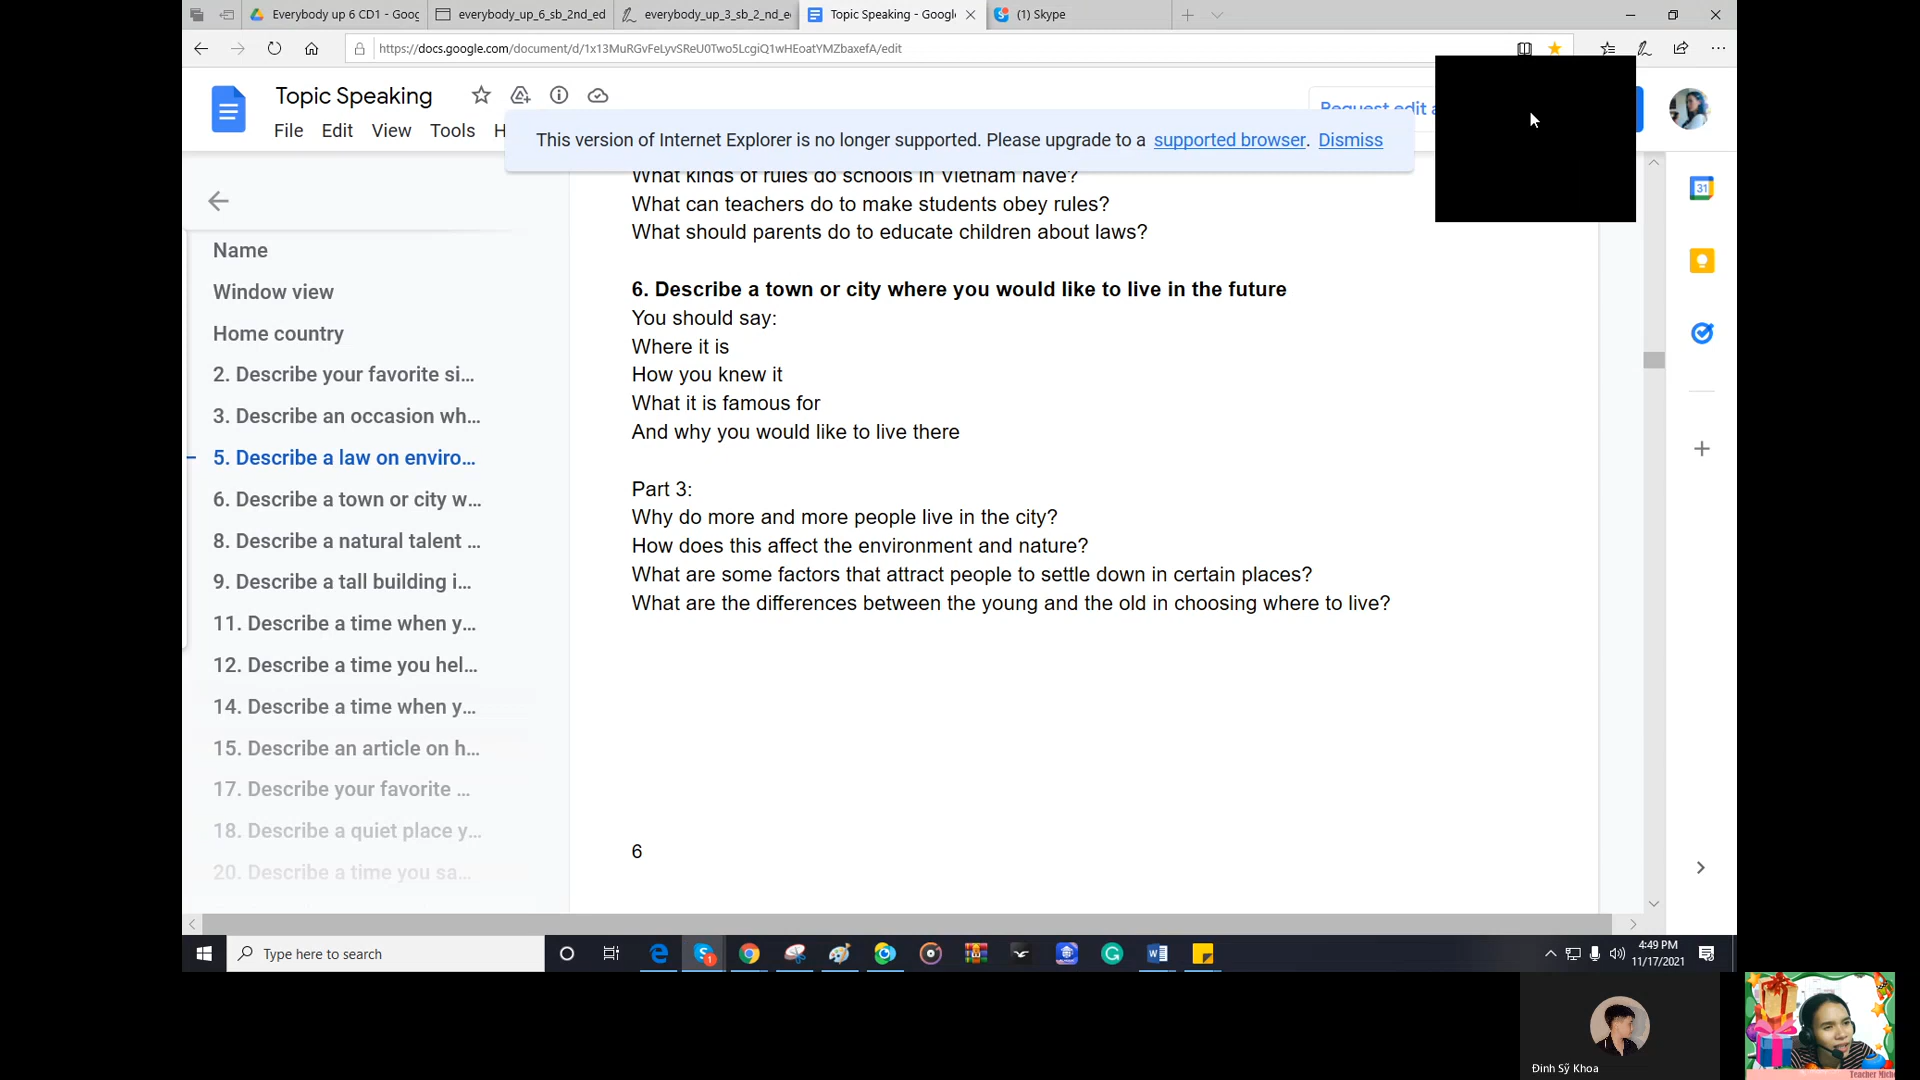 Everybody up 6 CD1 - Goog
everybody_up_6_sb_2nd_ed
everybody_up_3_sb_2_nd_ed
Topic Speaking - Google
(1) Skype
https://docs.google.com/document/d/1x13MuRGvFeLyvSReU0Two5LcgiQ1wHEoatYMZbaxefA/edit
Topic Speaking
Request edit a
File Edit View Tools H
This version of Internet Explorer is no longer supported. Please upgrade to a supported browser. Dismiss
Name
Window view
Home country
2. Describe your favorite si...
3. Describe an occasion wh...
5. Describe a law on enviro...
6. Describe a town or city w...
8. Describe a natural talent ...
9. Describe a tall building i...
11. Describe a time when y...
12. Describe a time you hel...
14. Describe a time when y...
15. Describe an article on h...
17. Describe your favorite ...
18. Describe a quiet place y...
20. Describe a time you sa...
What kinds of rules do schools in Vietnam have?
What can teachers do to make students obey rules?
What should parents do to educate children about laws?
6. Describe a town or city where you would like to live in the future
You should say:
Where it is
How you knew it
What it is famous for
And why you would like to live there
Part 3:
Why do more and more people live in the city?
How does this affect the environment and nature?
What are some factors that attract people to settle down in certain places?
What are the differences between the young and the old in choosing where to live?
6
31
Type here to search
1
4:49 PM
11/17/2021
Đinh Sỹ Khoa
Teacher Miche